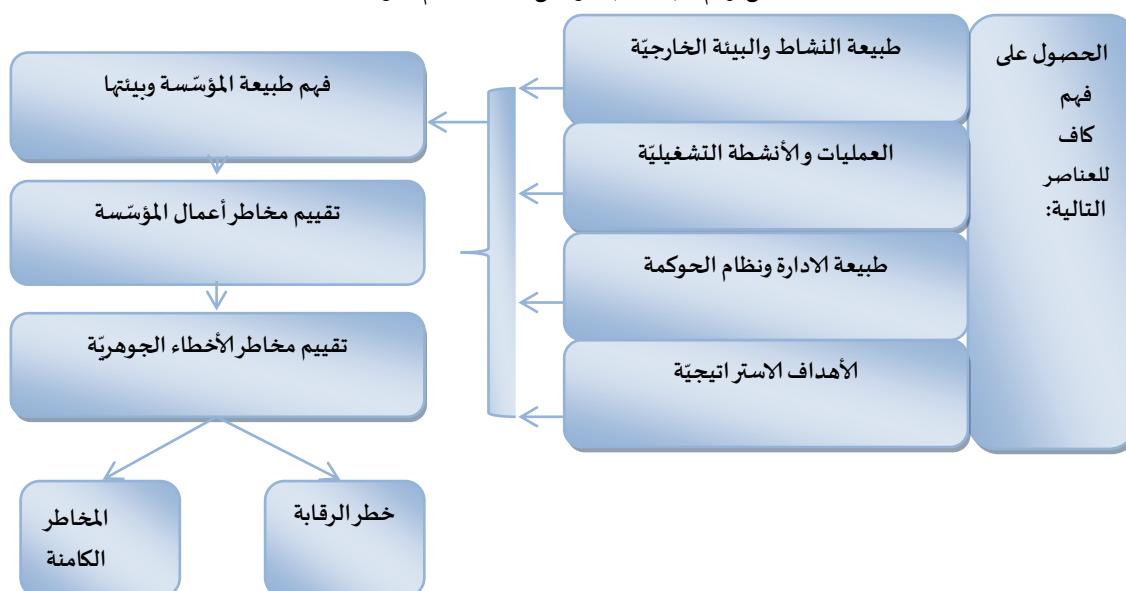 الحصول على
فهم
كاف
للعناصر
التالية:
طبيعة النشاط والبيئة الخارجيّة
العمليات والأنشطة التشغيليّة
طبيعة الادارة ونظام الحوكمة
الأهداف الاستراتيجيّة
فهم طبيعة المؤسّسة وبيئتها
تقييم مخاطر أعمال المؤسّسة
تقييم مخاطر الأخطاء الجوهريّة
خطر الرقابة
المخاطر
الكامنة